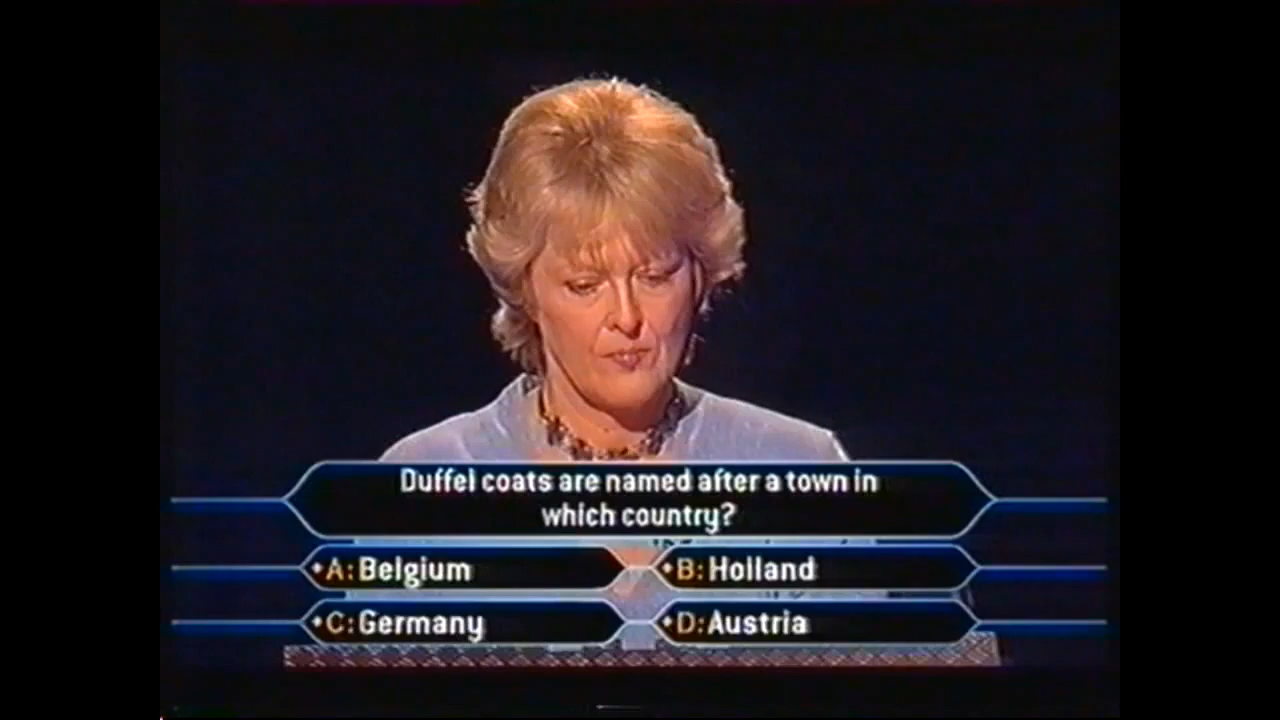 Duffel coats are named after a town in
which country?
A: Belgium
B: Holland
C: Germany
D: Austria